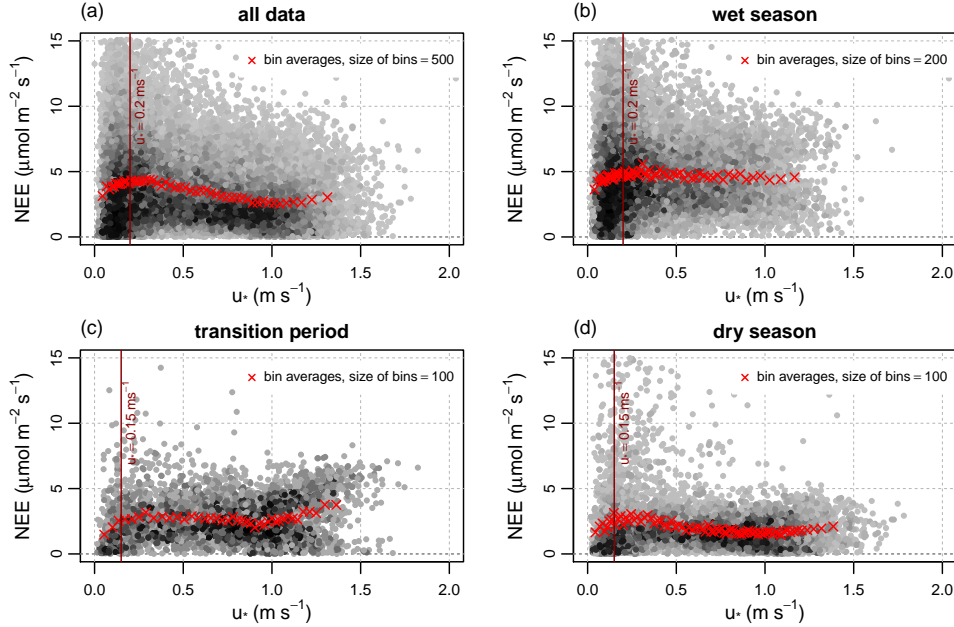 (a) all data
NEE (μmol m⁻² s⁻¹)
15
10
5
0
× bin averages, size of bins = 500
u* = 0.2 ms⁻¹
0.0 0.5 1.0 1.5 2.0
u* (m s⁻¹)
(b) wet season
NEE (μmol m⁻² s⁻¹)
15
10
5
0
× bin averages, size of bins = 200
u* = 0.2 ms⁻¹
0.0 0.5 1.0 1.5 2.0
u* (m s⁻¹)
(c) transition period
NEE (μmol m⁻² s⁻¹)
15
10
5
0
× bin averages, size of bins = 100
u* = 0.15 ms⁻¹
0.0 0.5 1.0 1.5 2.0
u* (m s⁻¹)
(d) dry season
NEE (μmol m⁻² s⁻¹)
15
10
5
0
× bin averages, size of bins = 100
u* = 0.15 ms⁻¹
0.0 0.5 1.0 1.5 2.0
u* (m s⁻¹)